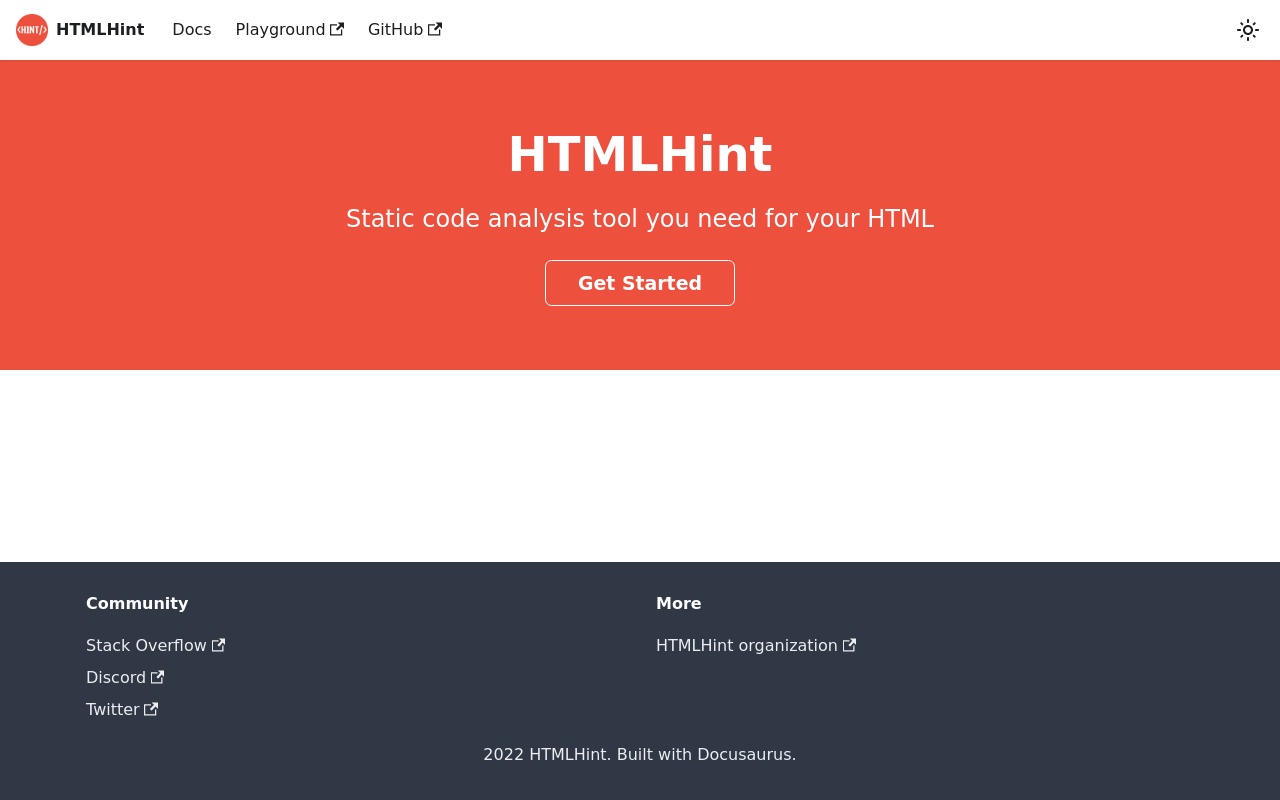 <HINT/>
HTMLHint
Docs
Playground
GitHub
HTMLHint
Static code analysis tool you need for your HTML
Get Started
Community
More
Stack Overflow
HTMLHint organization
Discord
Twitter
2022 HTMLHint. Built with Docusaurus.